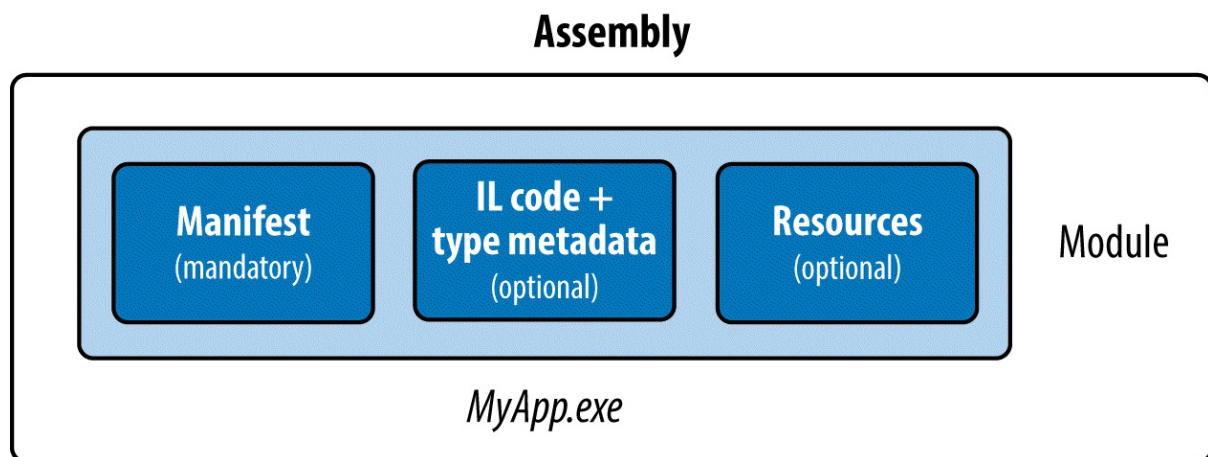 Assembly
Manifest
(mandatory)
IL code +
type metadata
(optional)
Resources
(optional)
Module
MyApp.exe